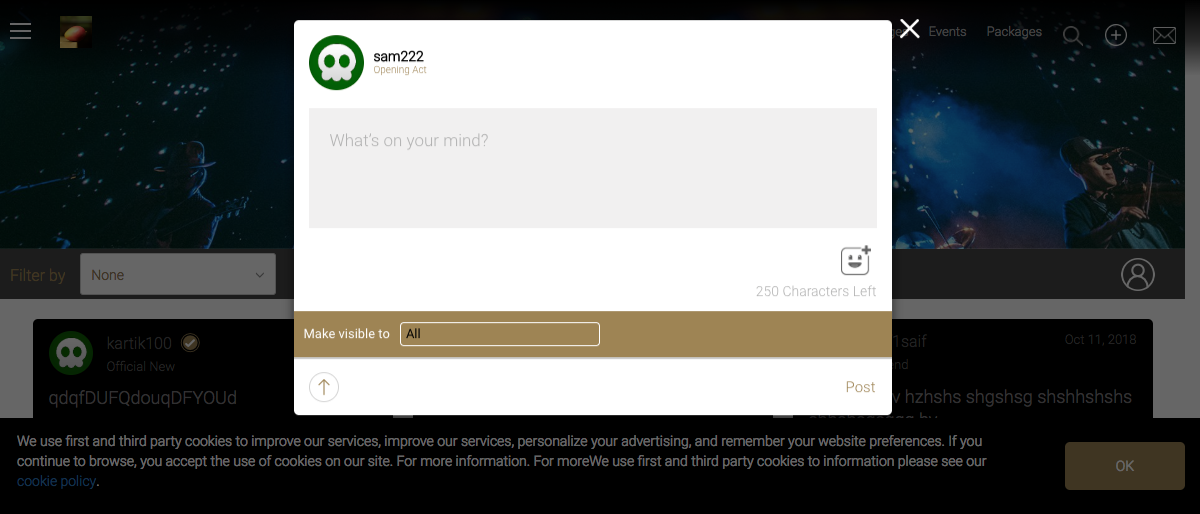 Events
Packages
sam222
Opening Act
What's on your mind?
Filter by
None
250 Characters Left
Make visible to
All
kartik100
Official New
qdqfDUFQdouqDFYOUd
1saif
Oct 11, 2018
hzhshs shgshsg shshhshshs
Post
We use first and third party cookies to improve our services, improve our services, personalize your advertising, and remember your website preferences. If you
continue to browse, you accept the use of cookies on our site. For more information. For moreWe use first and third party cookies to information please see our
cookie policy.
OK